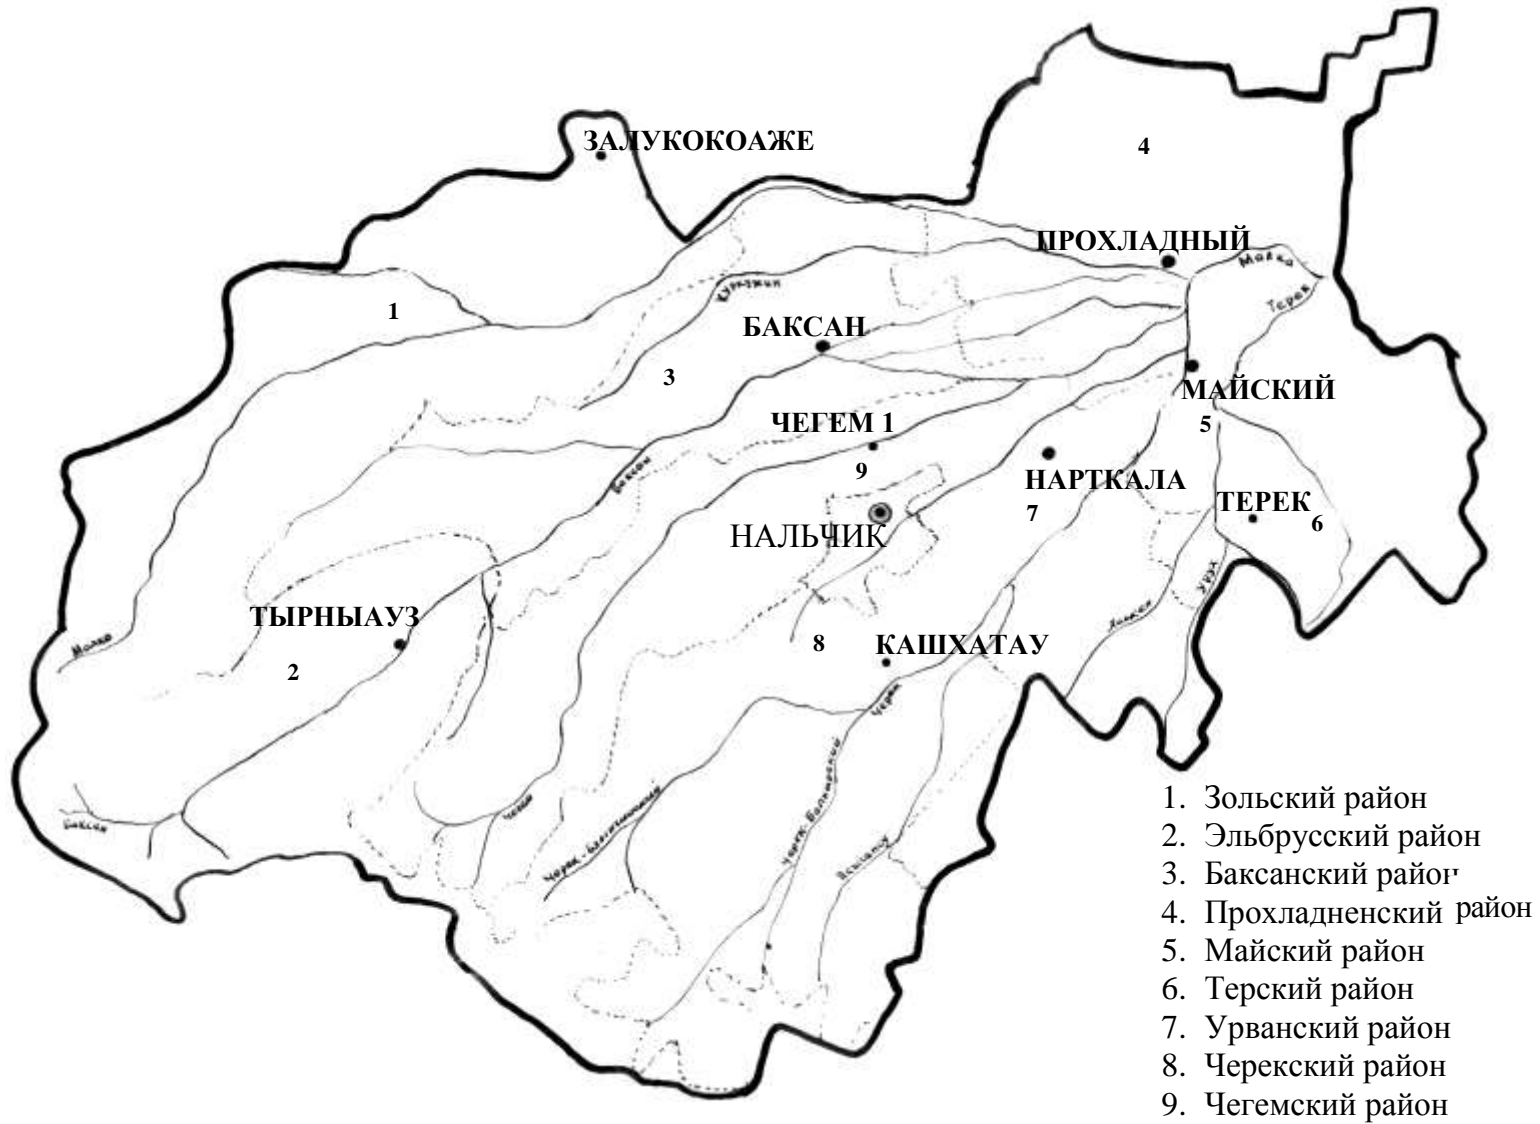 ЗАЛУКОКОАЖЕ
4
ПРОХЛАДНЫЙ
Малка
Терек
Куркужин
1
БАКСАН
3
МАЙСКИЙ
5
ЧЕГЕМ 1
9
Баксан
НАРТКАЛА
7
ТЕРЕК
6
НАЛЬЧИК
Урух
ТЫРНЫАУЗ
Малка
2
8
КАШХАТАУ
Черек
Черек-Балкарский
Чегем
Баксан
Псыгансу
1. Зольский район
2. Эльбрусский район
3. Баксанский район
4. Прохладненский район
5. Майский район
6. Терский район
7. Урванский район
8. Черекский район
9. Чегемский район